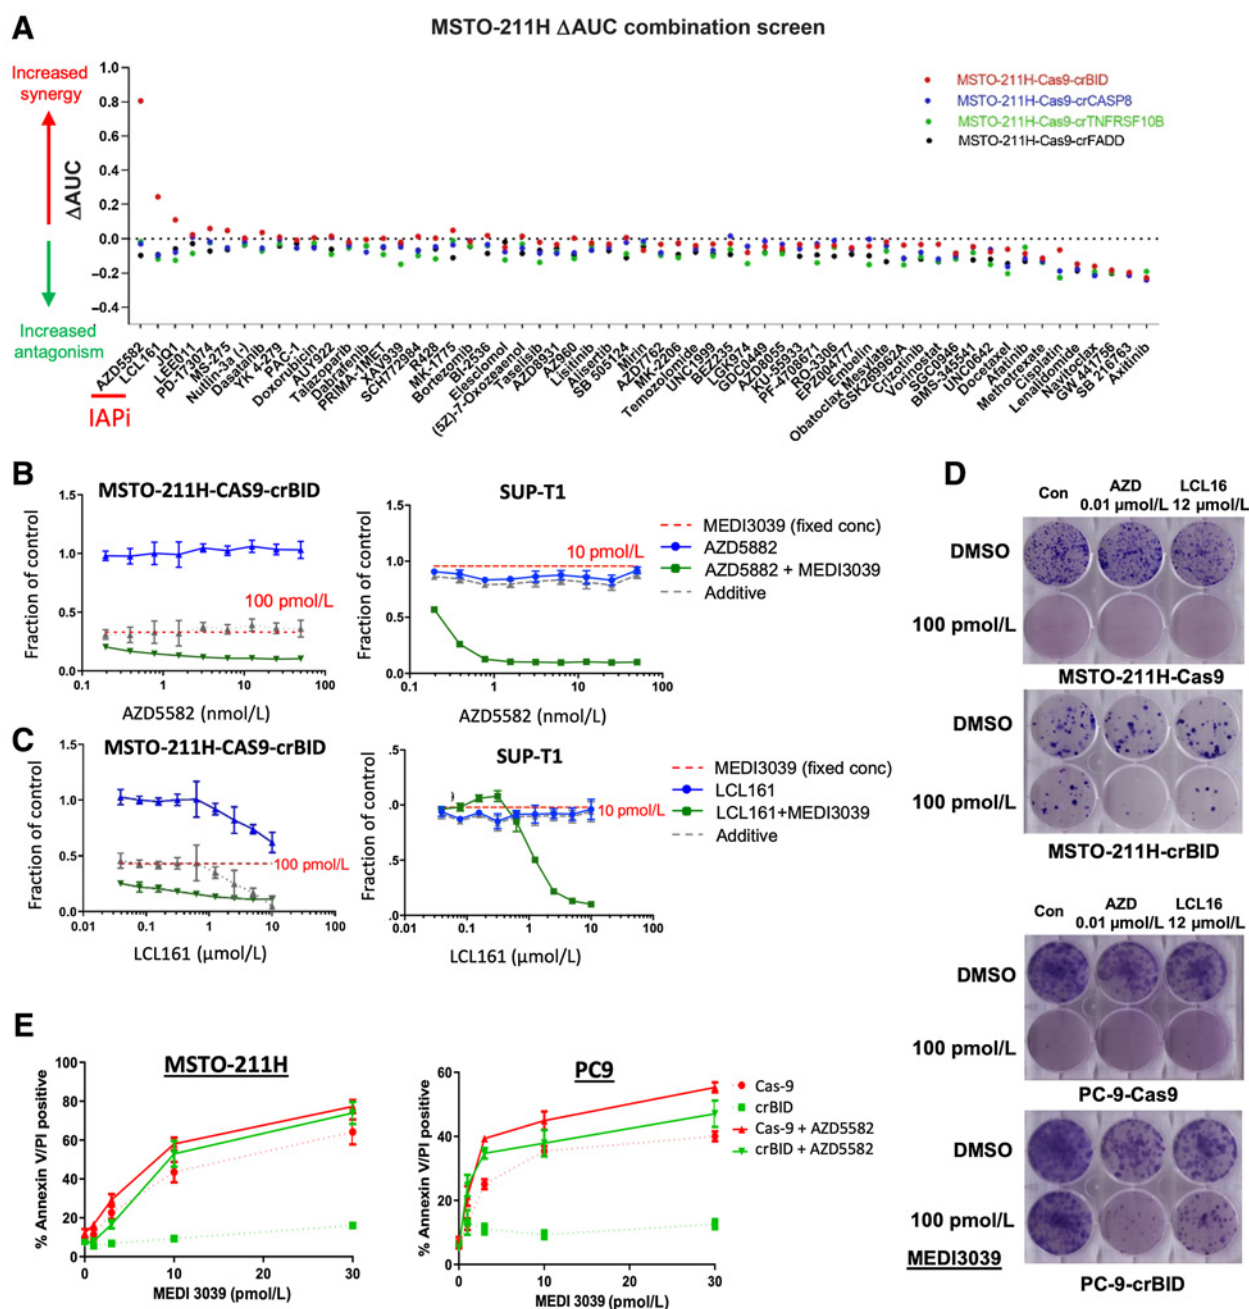 A
MSTO-211H ΔAUC combination screen
Increased
synergy
Increased
antagonism
ΔAUC
1.0
0.8
0.6
0.4
0.2
0.0
−0.2
−0.4
MSTO-211H-Cas9-crBID
MSTO-211H-Cas9-crCASP8
MSTO-211H-Cas9-crTNFRSF10B
MSTO-211H-Cas9-crFADD
AZD5582
LCL161
JQ1
LEE011
PD-173074
MS-275
Nutlin-3a (-)
Dasatanib
YK 4-279
PAC-1
Doxorubicin
AUY922
Talazoparib
Dabrafenib
PRIMA-1MET
XAV939
SCH772984
R428
MK-1775
Bortezomib
BI-2536
Elesclomol
(5Z)-7-Oxozeaenol
Taselisib
AZD8931
AZ960
Lisitinib
Alisertib
SB 505124
Mirin
AZD7762
MK-2206
Temozolomide
UNC1999
BEZ235
LGK974
GDC0449
AZD8055
KU-55933
PF-4708671
RO-3306
EPZ004777
Embelin
Obatoclax Mesylate
GSK269962A
Crizotinib
Vorinostat
SGC0946
BMS-345541
UNC0642
Docetaxel
Afatinib
Methotrexate
Cisplatin
Lenalidomide
Navitoclax
GW 441756
SB 216763
Axitinib
IAPi
B
MSTO-211H-CAS9-crBID
Fraction of control
1.5
1.0
0.5
0.0
100 pmol/L
0.1 1 10 100
AZD5582 (nmol/L)
SUP-T1
Fraction of control
1.5
1.0
0.5
0.0
10 pmol/L
0.1 1 10 100
AZD5582 (nmol/L)
MEDI3039 (fixed conc)
AZD5882
AZD5882 + MEDI3039
Additive
C
MSTO-211H-CAS9-crBID
Fraction of control
1.5
1.0
0.5
.0
100 pmol/L
0.01 0.1 1 10 100
LCL161 (µmol/L)
SUP-T1
Fraction of control
.5
.0
.5
.0
10 pmol/L
0.01 0.1 1 10 100
LCL161 (µmol/L)
MEDI3039 (fixed conc)
LCL161
LCL161+MEDI3039
Additive
D
Con
AZD
0.01 µmol/L
LCL16
12 µmol/L
DMSO
100 pmol/L
MSTO-211H-Cas9
DMSO
100 pmol/L
MSTO-211H-crBID
Con
AZD
0.01 µmol/L
LCL16
12 µmol/L
DMSO
100 pmol/L
PC-9-Cas9
DMSO
100 pmol/L
MEDI3039
PC-9-crBID
E
MSTO-211H
% Annexin V/PI positive
100
80
60
40
20
0
0 10 20 30
MEDI 3039 (pmol/L)
PC9
% Annexin V/PI positive
60
40
20
0
0 10 20 30
MEDI 3039 (pmol/L)
Cas-9
crBID
Cas-9 + AZD5582
crBID + AZD5582